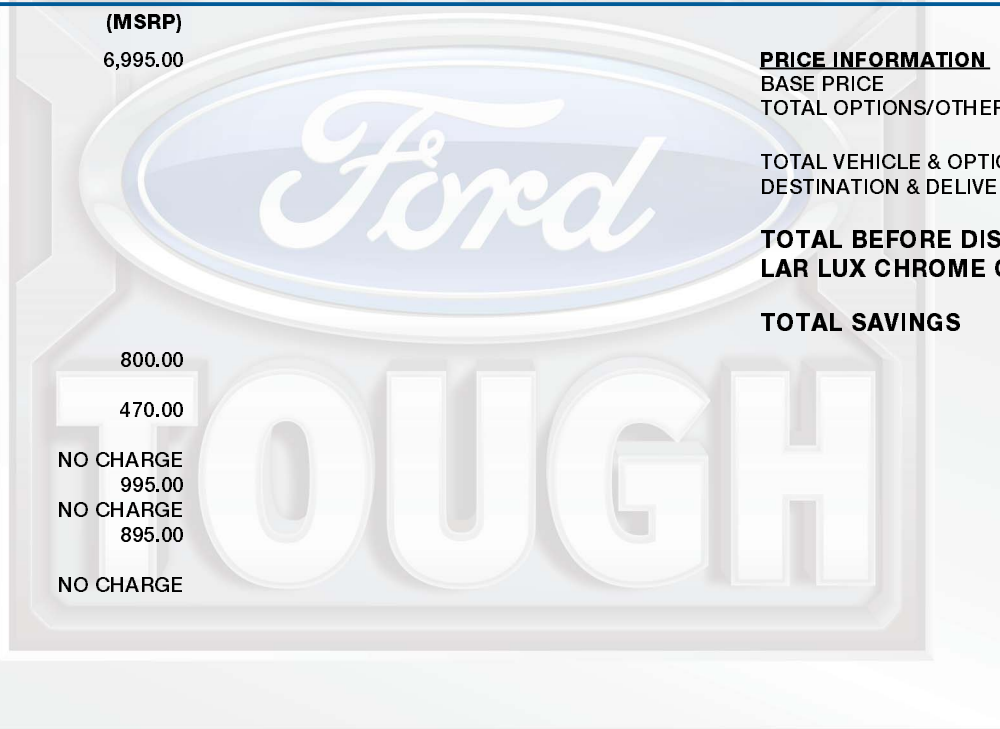 (MSRP)
6,995.00
800.00
470.00
NO CHARGE
995.00
NO CHARGE
895.00
NO CHARGE
PRICE INFORMATION
BASE PRICE
TOTAL OPTIONS/OTHER
TOTAL VEHICLE & OPTIO
DESTINATION & DELIVE
TOTAL BEFORE DIS
LAR LUX CHROME
TOTAL SAVINGS
Ford
TOUGH